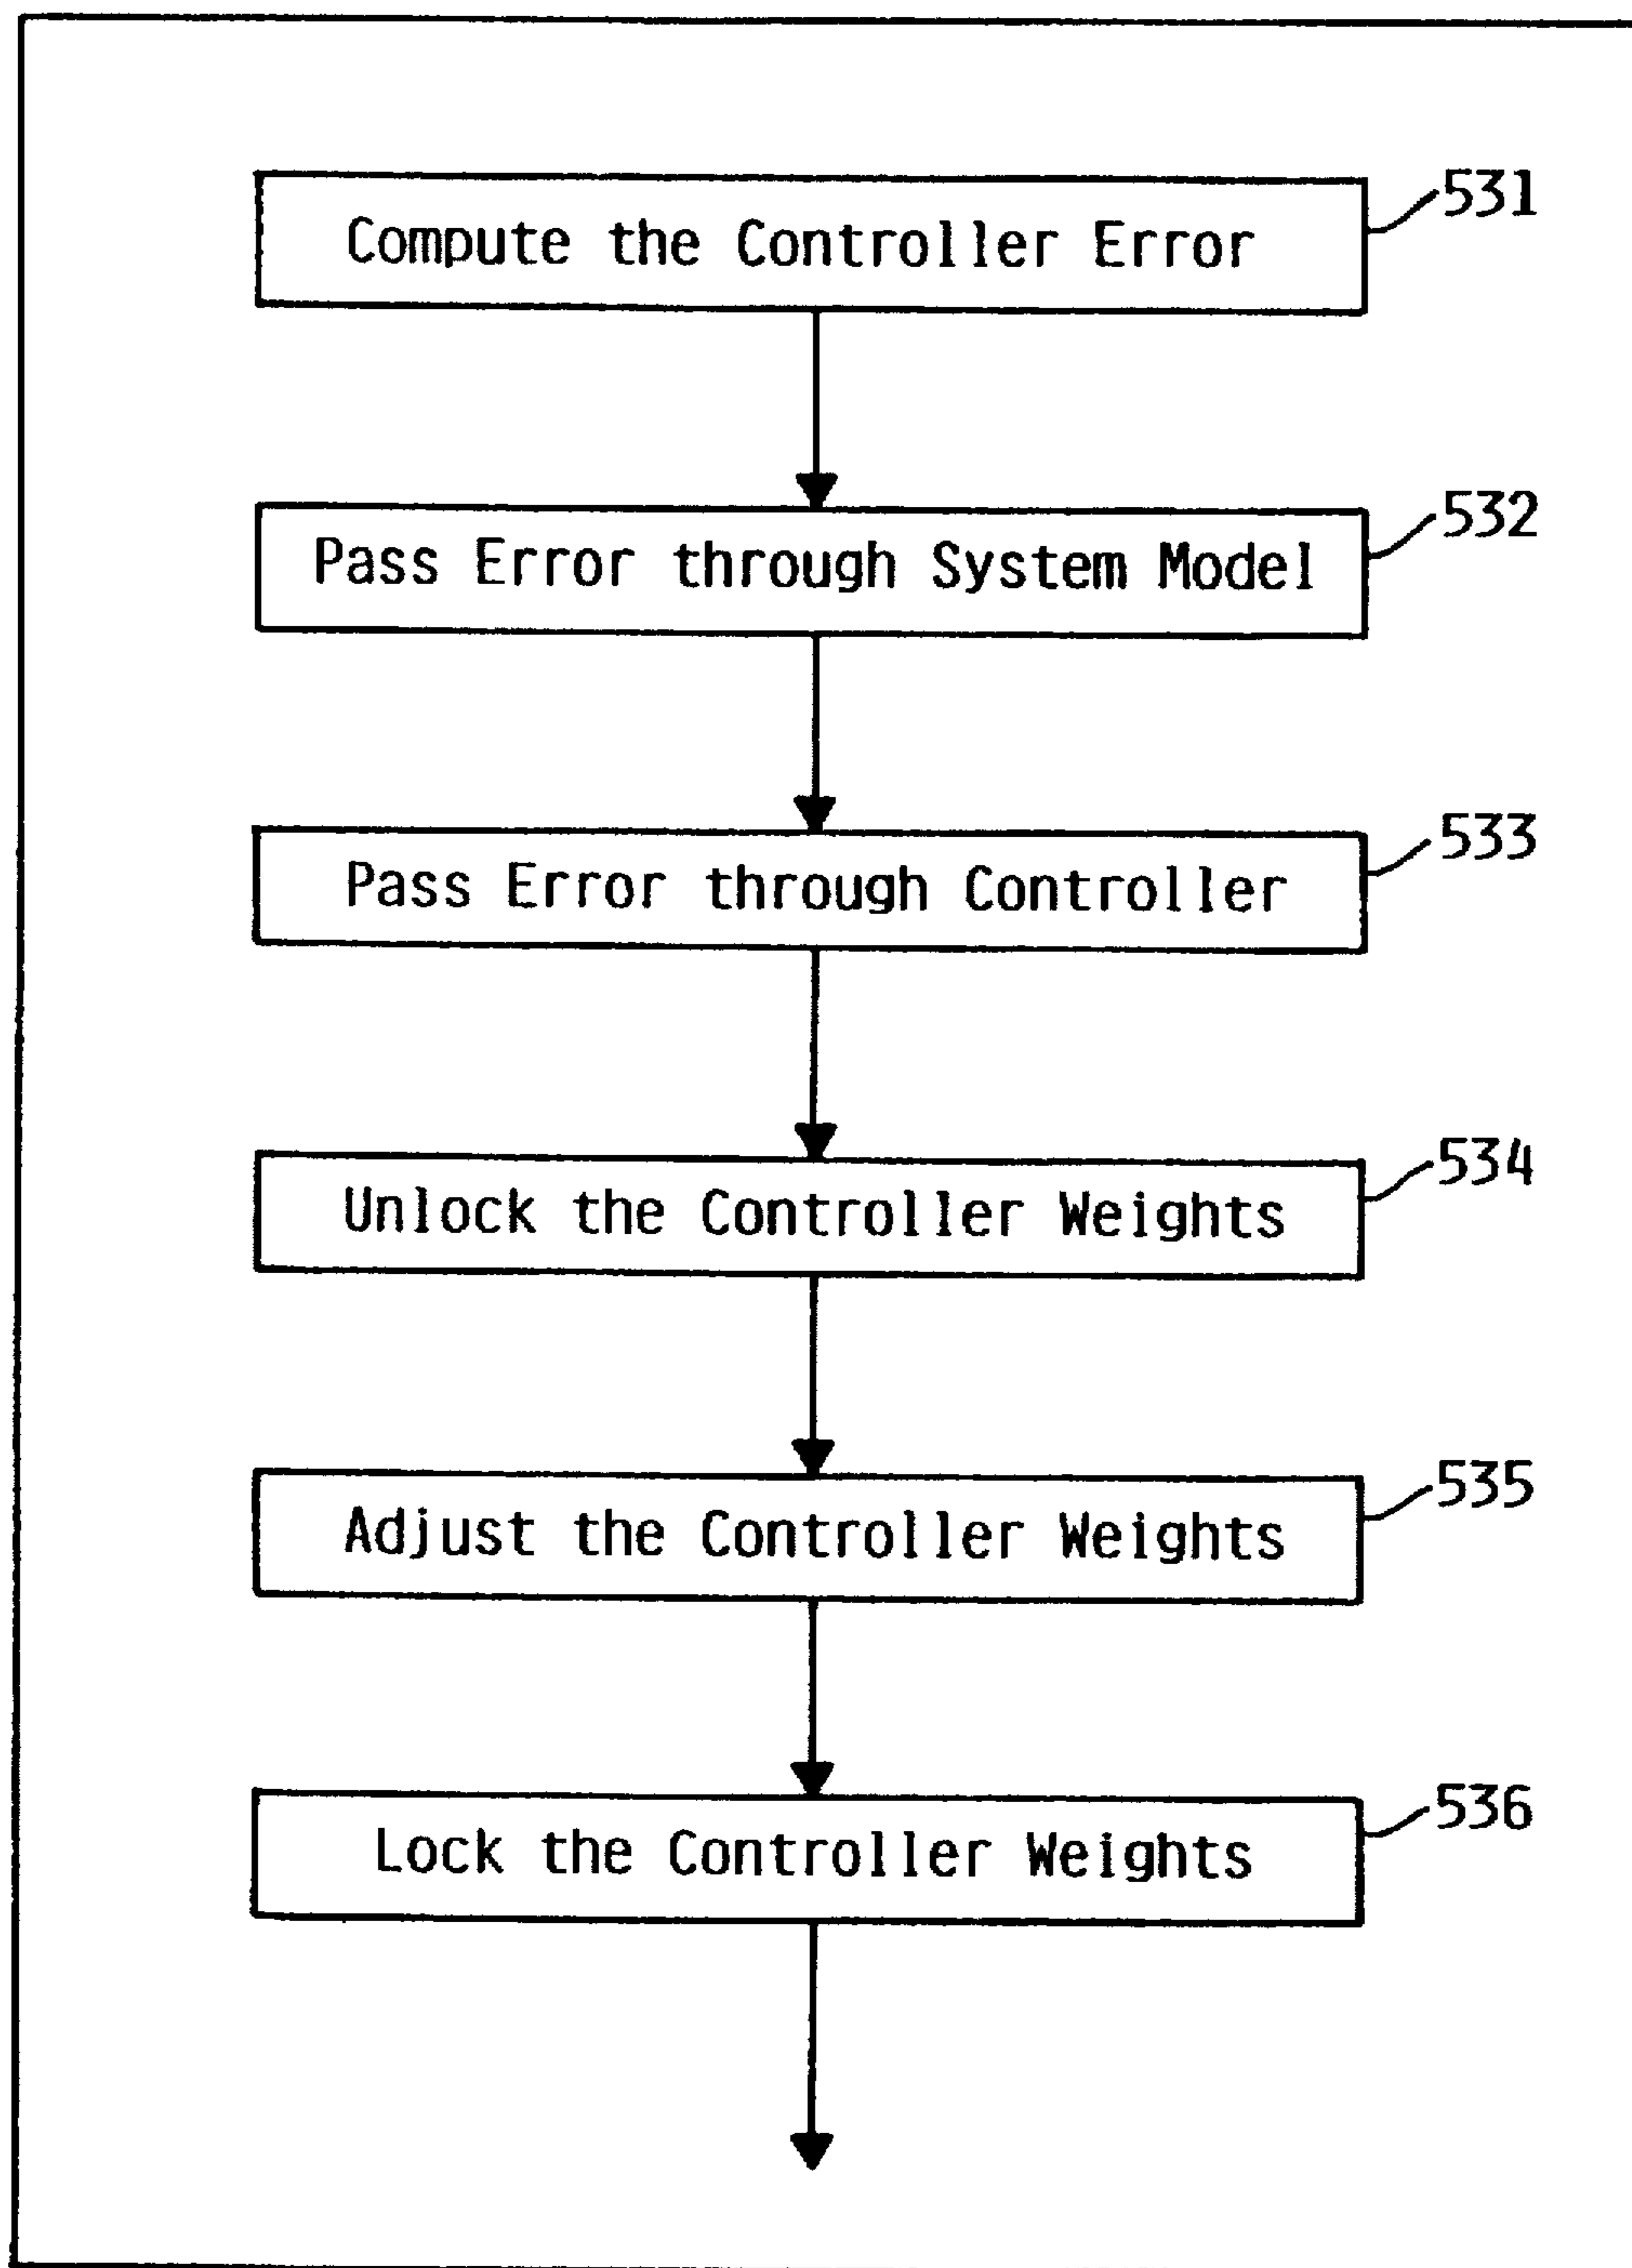 Compute the Controller Error
531
Pass Error through System Model
532
Pass Error through Controller
533
Unlock the Controller Weights
534
Adjust the Controller Weights
535
Lock the Controller Weights
536